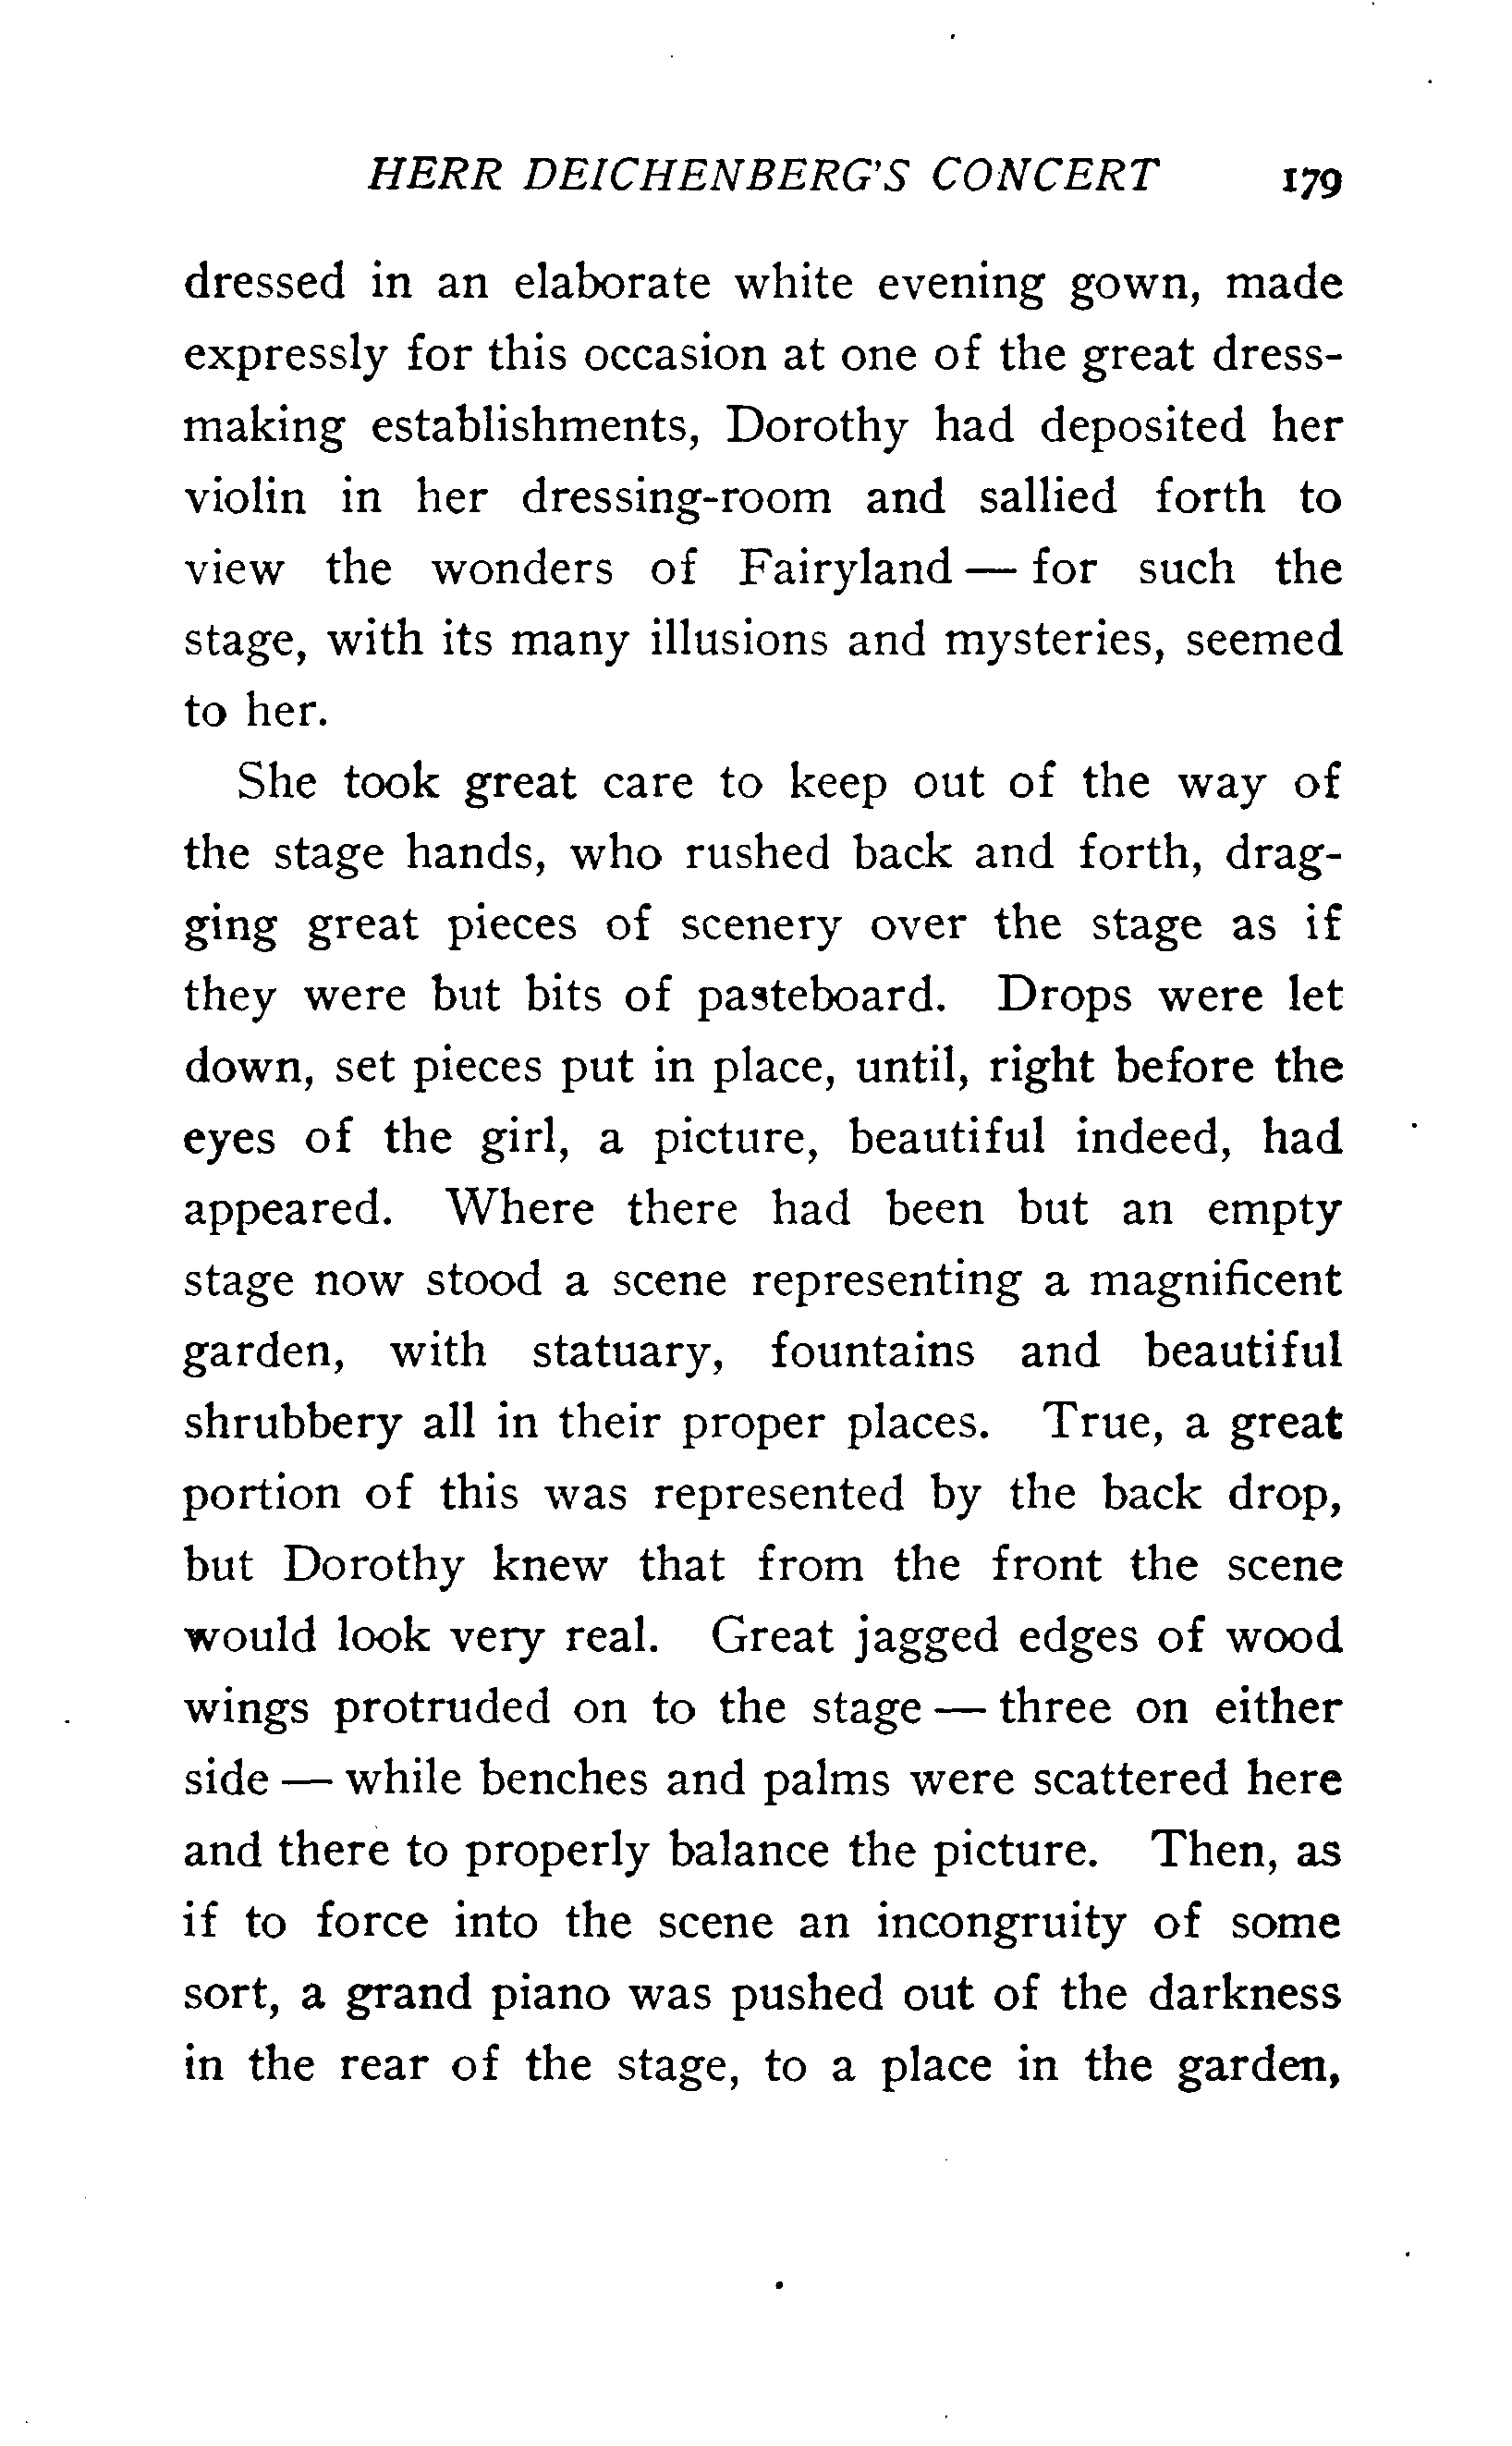 HERR DEICHENBERG'S CONCERT 179
dressed in an elaborate white evening gown, made
expressly for this occasion at one of the great dress-
making establishments, Dorothy had deposited her
violin in her dressing-room and sallied forth to
view the wonders of Fairyland — for such the
stage, with its many illusions and mysteries, seemed
to her.
She took great care to keep out of the way of
the stage hands, who rushed back and forth, drag-
ging great pieces of scenery over the stage as if
they were but bits of pasteboard. Drops were let
down, set pieces put in place, until, right before the
eyes of the girl, a picture, beautiful indeed, had
appeared. Where there had been but an empty
stage now stood a scene representing a magnificent
garden, with statuary, fountains and beautiful
shrubbery all in their proper places. True, a great
portion of this was represented by the back drop,
but Dorothy knew that from the front the scene
would look very real. Great jagged edges of wood
wings protruded on to the stage — three on either
side — while benches and palms were scattered here
and there to properly balance the picture. Then, as
if to force into the scene an incongruity of some
sort, a grand piano was pushed out of the darkness
in the rear of the stage, to a place in the garden,